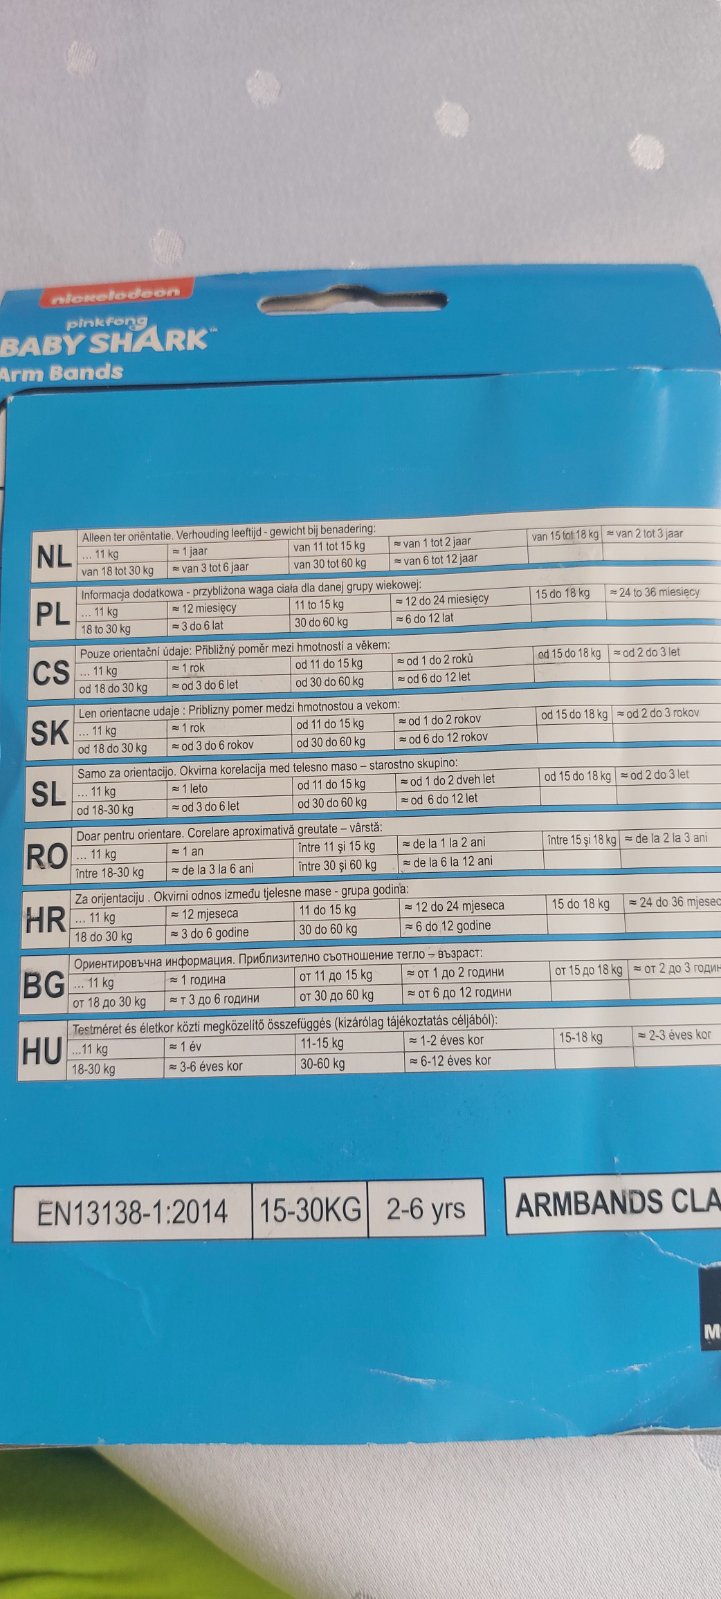 nickelodeon
pinkfong
BABY SHARK™
Arm Bands
NL
Alleen ter oriëntatie. Verhouding leeftijd - gewicht bij benadering:
... 11 kg ≈ 1 jaar van 11 tot 15 kg ≈ van 1 tot 2 jaar van 15 tot 18 kg ≈ van 2 tot 3 jaar
van 18 tot 30 kg ≈ van 3 tot 6 jaar van 30 tot 60 kg ≈ van 6 tot 12 jaar
PL
Informacja dodatkowa - przybliżona waga ciała dla danej grupy wiekowej:
... 11 kg ≈ 12 miesięcy 11 to 15 kg ≈ 12 do 24 miesięcy 15 do 18 kg ≈ 24 to 36 miesięcy
18 to 30 kg ≈ 3 do 6 lat 30 do 60 kg ≈ 6 do 12 lat
CS
Pouze orientační údaje: Přibližný poměr mezi hmotností a věkem:
... 11 kg ≈ 1 rok od 11 do 15 kg ≈ od 1 do 2 roků od 15 do 18 kg ≈ od 2 do 3 let
od 18 do 30 kg ≈ od 3 do 6 let od 30 do 60 kg ≈ od 6 do 12 let
SK
Len orientacne udaje : Priblizny pomer medzi hmotnostou a vekom:
... 11 kg ≈ 1 rok od 11 do 15 kg ≈ od 1 do 2 rokov od 15 do 18 kg ≈ od 2 do 3 rokov
od 18 do 30 kg ≈ od 3 do 6 rokov od 30 do 60 kg ≈ od 6 do 12 rokov
SL
Samo za orientacijo. Okvirna korelacija med telesno maso – starostno skupino:
... 11 kg ≈ 1 leto od 11 do 15 kg ≈ od 1 do 2 dveh let od 15 do 18 kg ≈ od 2 do 3 let
od 18-30 kg ≈ od 3 do 6 let od 30 do 60 kg ≈ od 6 do 12 let
RO
Doar pentru orientare. Corelare aproximativă greutate – vârstă:
... 11 kg ≈ 1 an între 11 și 15 kg ≈ de la 1 la 2 ani între 15 și 18 kg ≈ de la 2 la 3 ani
între 18-30 kg ≈ de la 3 la 6 ani între 30 și 60 kg ≈ de la 6 la 12 ani
HR
Za orijentaciju . Okvirni odnos između tjelesne mase - grupa godina:
... 11 kg ≈ 12 mjeseca 11 do 15 kg ≈ 12 do 24 mjeseca 15 do 18 kg ≈ 24 do 36 mjesec
18 do 30 kg ≈ 3 do 6 godine 30 do 60 kg ≈ 6 do 12 godine
BG
Ориентировъчна информация. Приблизително съотношение тегло – възраст:
... 11 kg ≈ 1 година от 11 до 15 kg ≈ от 1 до 2 години от 15 до 18 kg ≈ от 2 до 3 годин
от 18 до 30 kg ≈ т 3 до 6 години от 30 до 60 kg ≈ от 6 до 12 години
HU
Testméret és életkor közti megközelítő összefüggés (kizárólag tájékoztatás céljából):
...11 kg ≈ 1 év 11-15 kg ≈ 1-2 éves kor 15-18 kg ≈ 2-3 éves kor
18-30 kg ≈ 3-6 éves kor 30-60 kg ≈ 6-12 éves kor
EN13138-1:2014 15-30KG 2-6 yrs ARMBANDS CLA